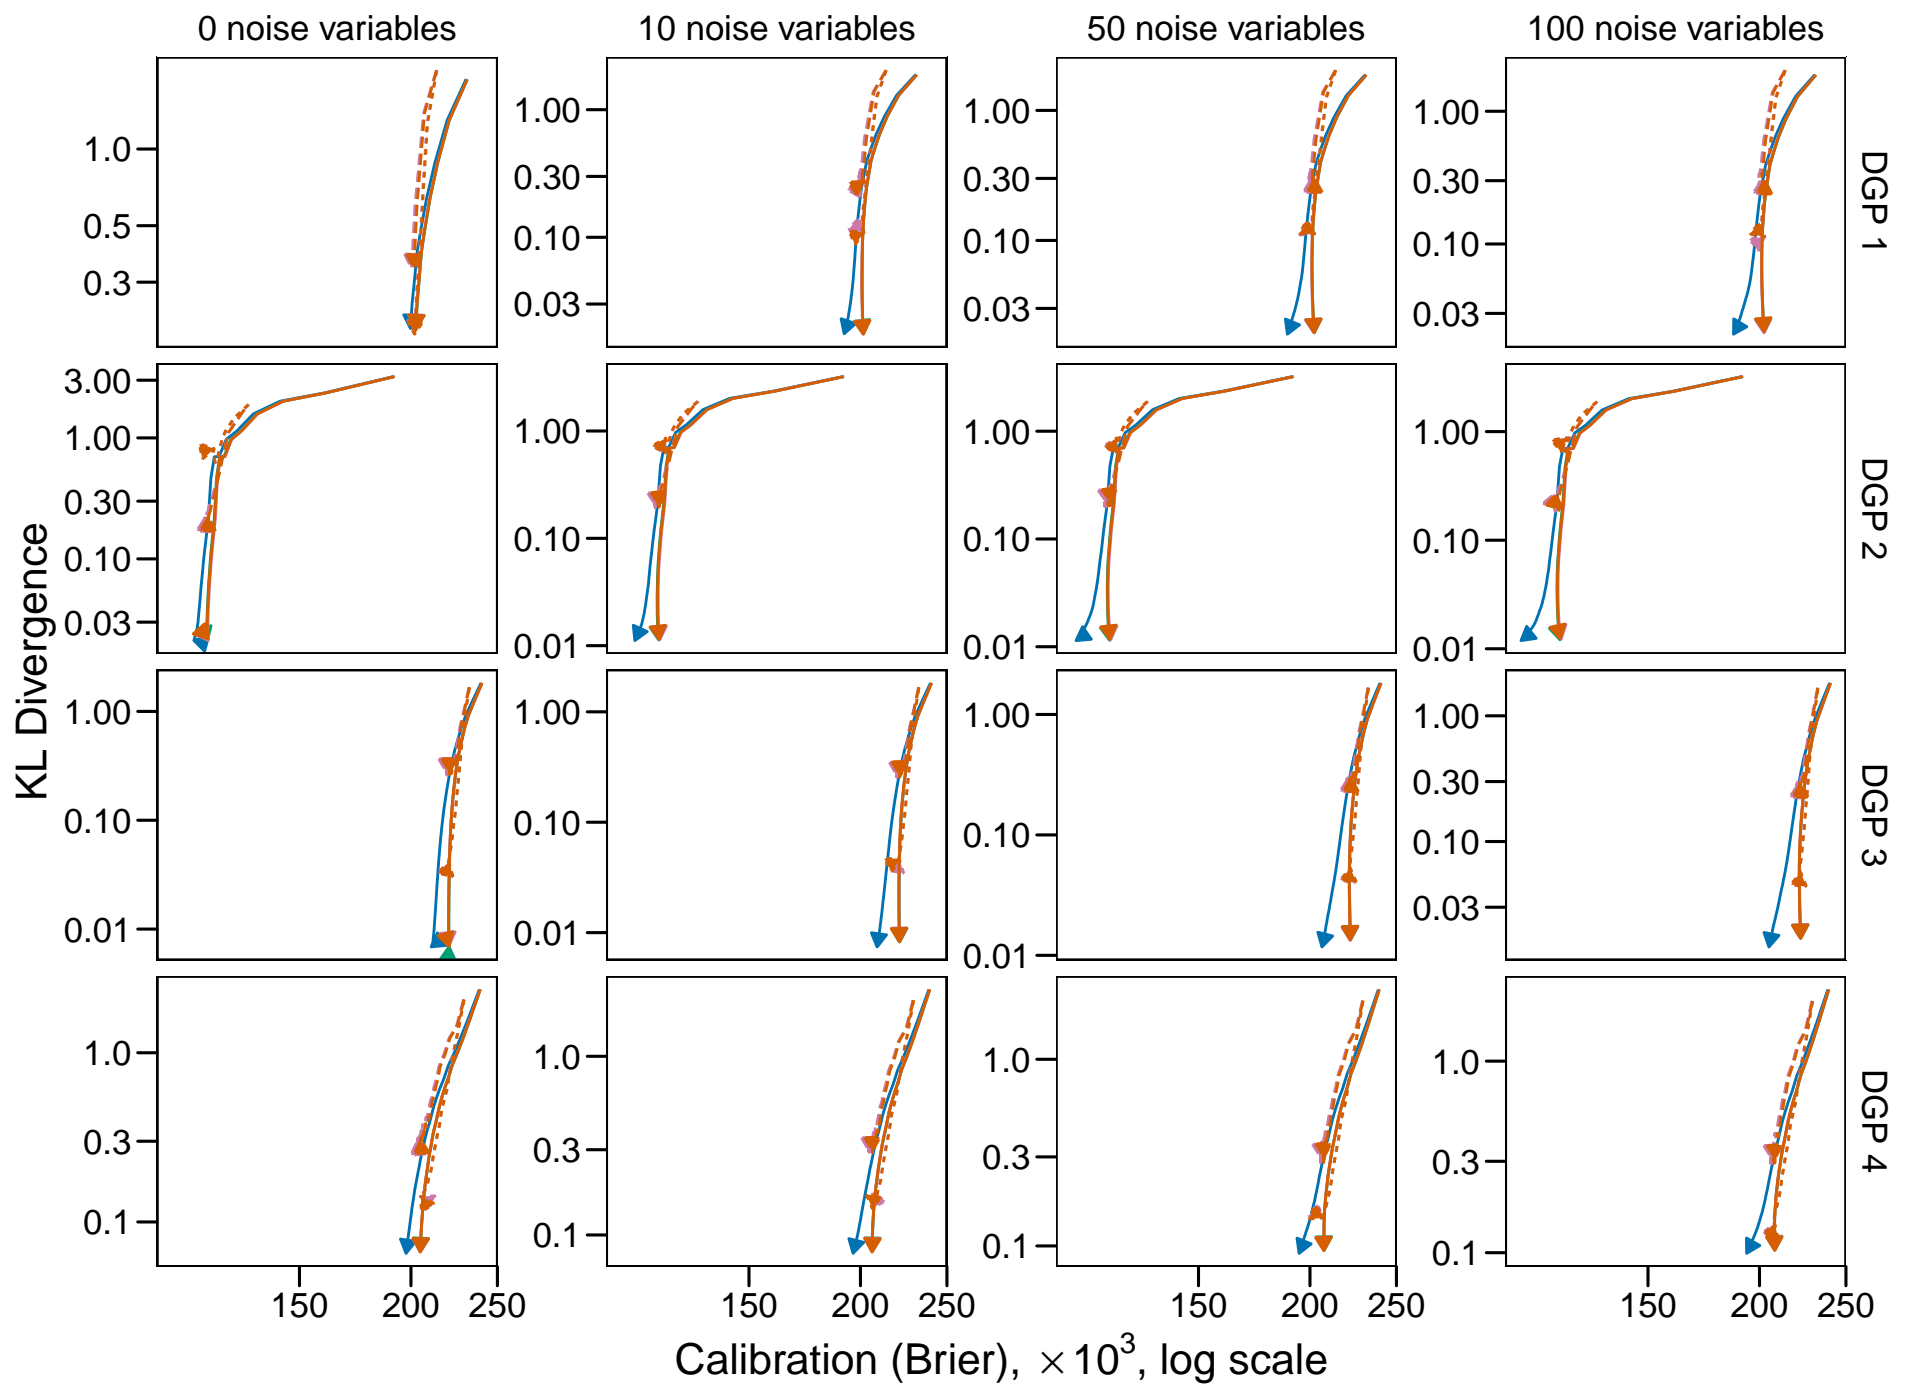 0 noise variables 10 noise variables 50 noise variables 100 noise variables
1.0 0.5 0.3
1.00 0.30 0.10 0.03
1.00 0.30 0.10 0.03
1.00 0.30 0.10 0.03
DGP 1
3.00 1.00 0.30 0.10 0.03
1.00 0.10 0.01
1.00 0.10 0.01
1.00 0.10 0.01
DGP 2
KL Divergence
1.00 0.10 0.01
1.00 0.10 0.01
1.00 0.10 0.01
1.00 0.30 0.10 0.03
DGP 3
1.0 0.3 0.1
1.0 0.3 0.1
1.0 0.3 0.1
1.0 0.3 0.1
DGP 4
150 200 250 150 200 250 150 200 250 150 200 250
Calibration (Brier), ×10³, log scale